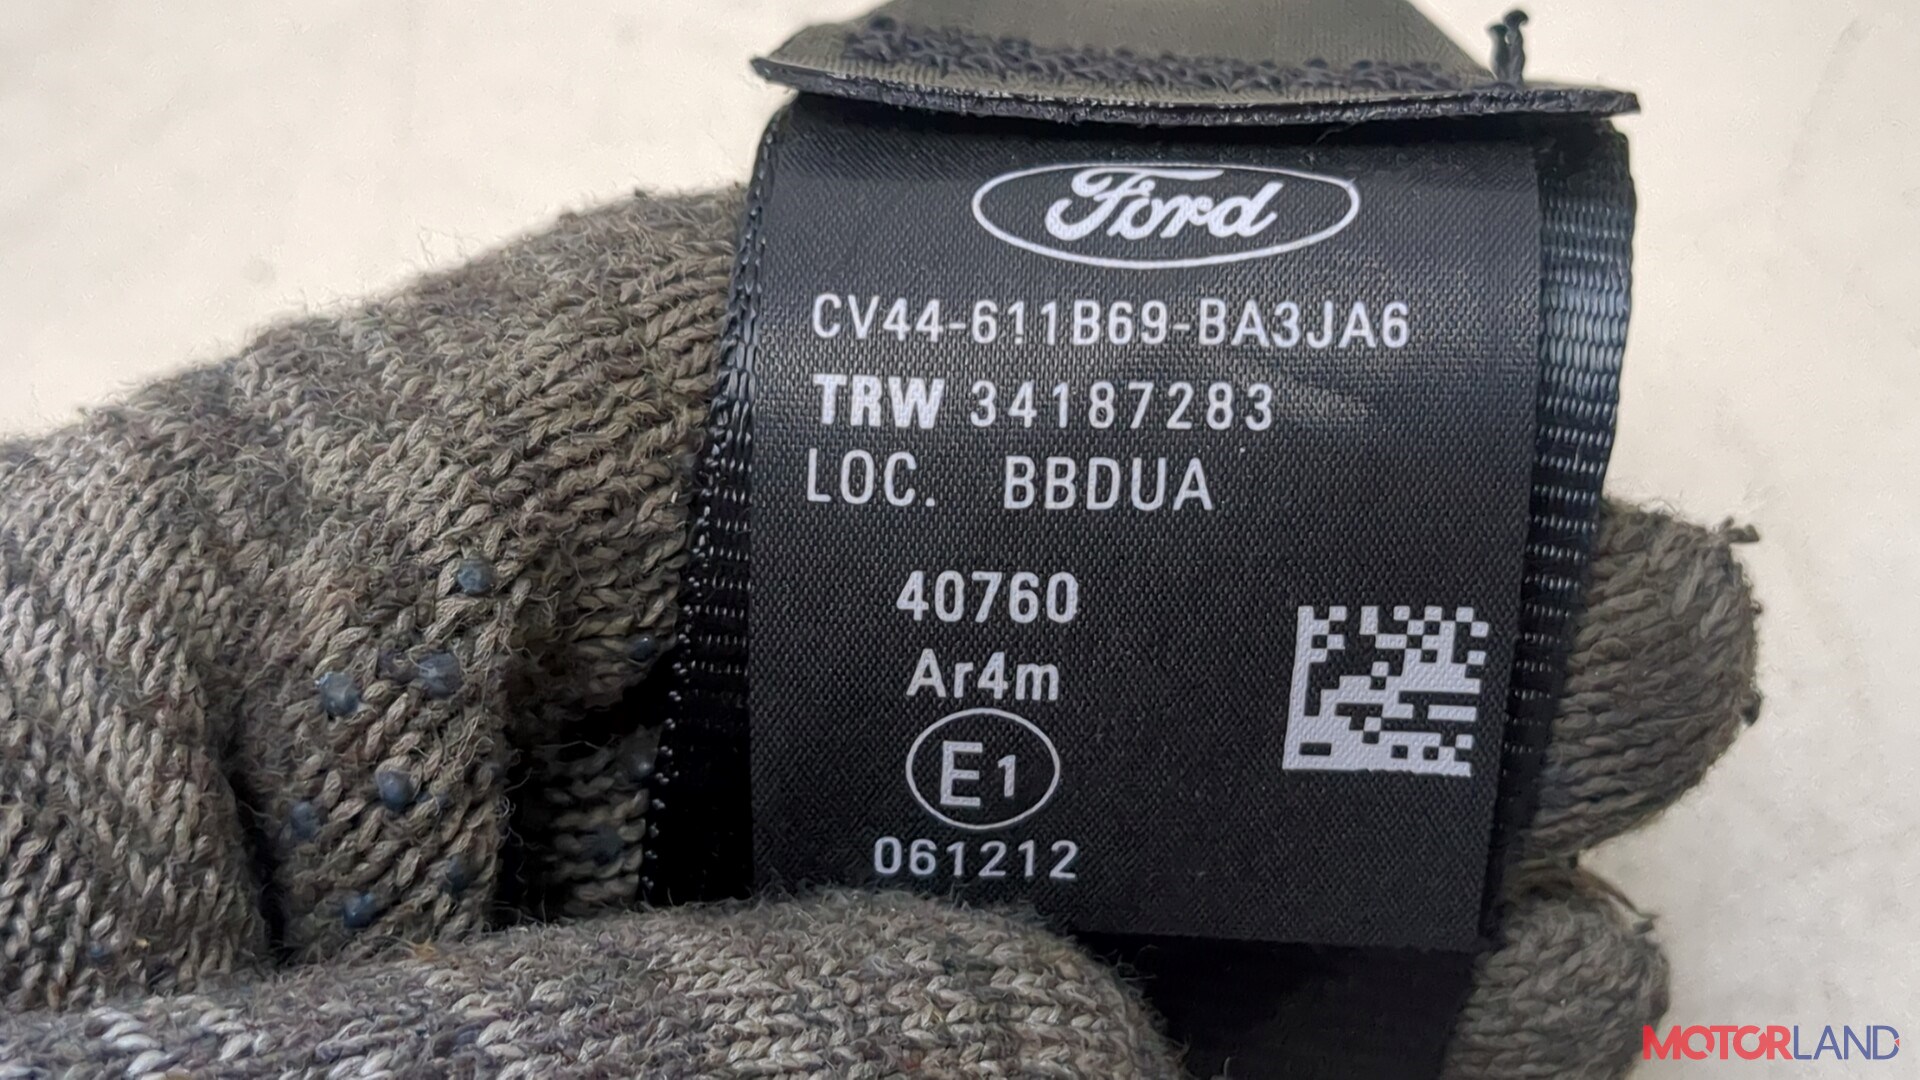 Ford
CV44-611B69-BA3JA6
TRW 34187283
LOC. BBDUA
40760
Ar4m
E1
061212
MOTORLAND